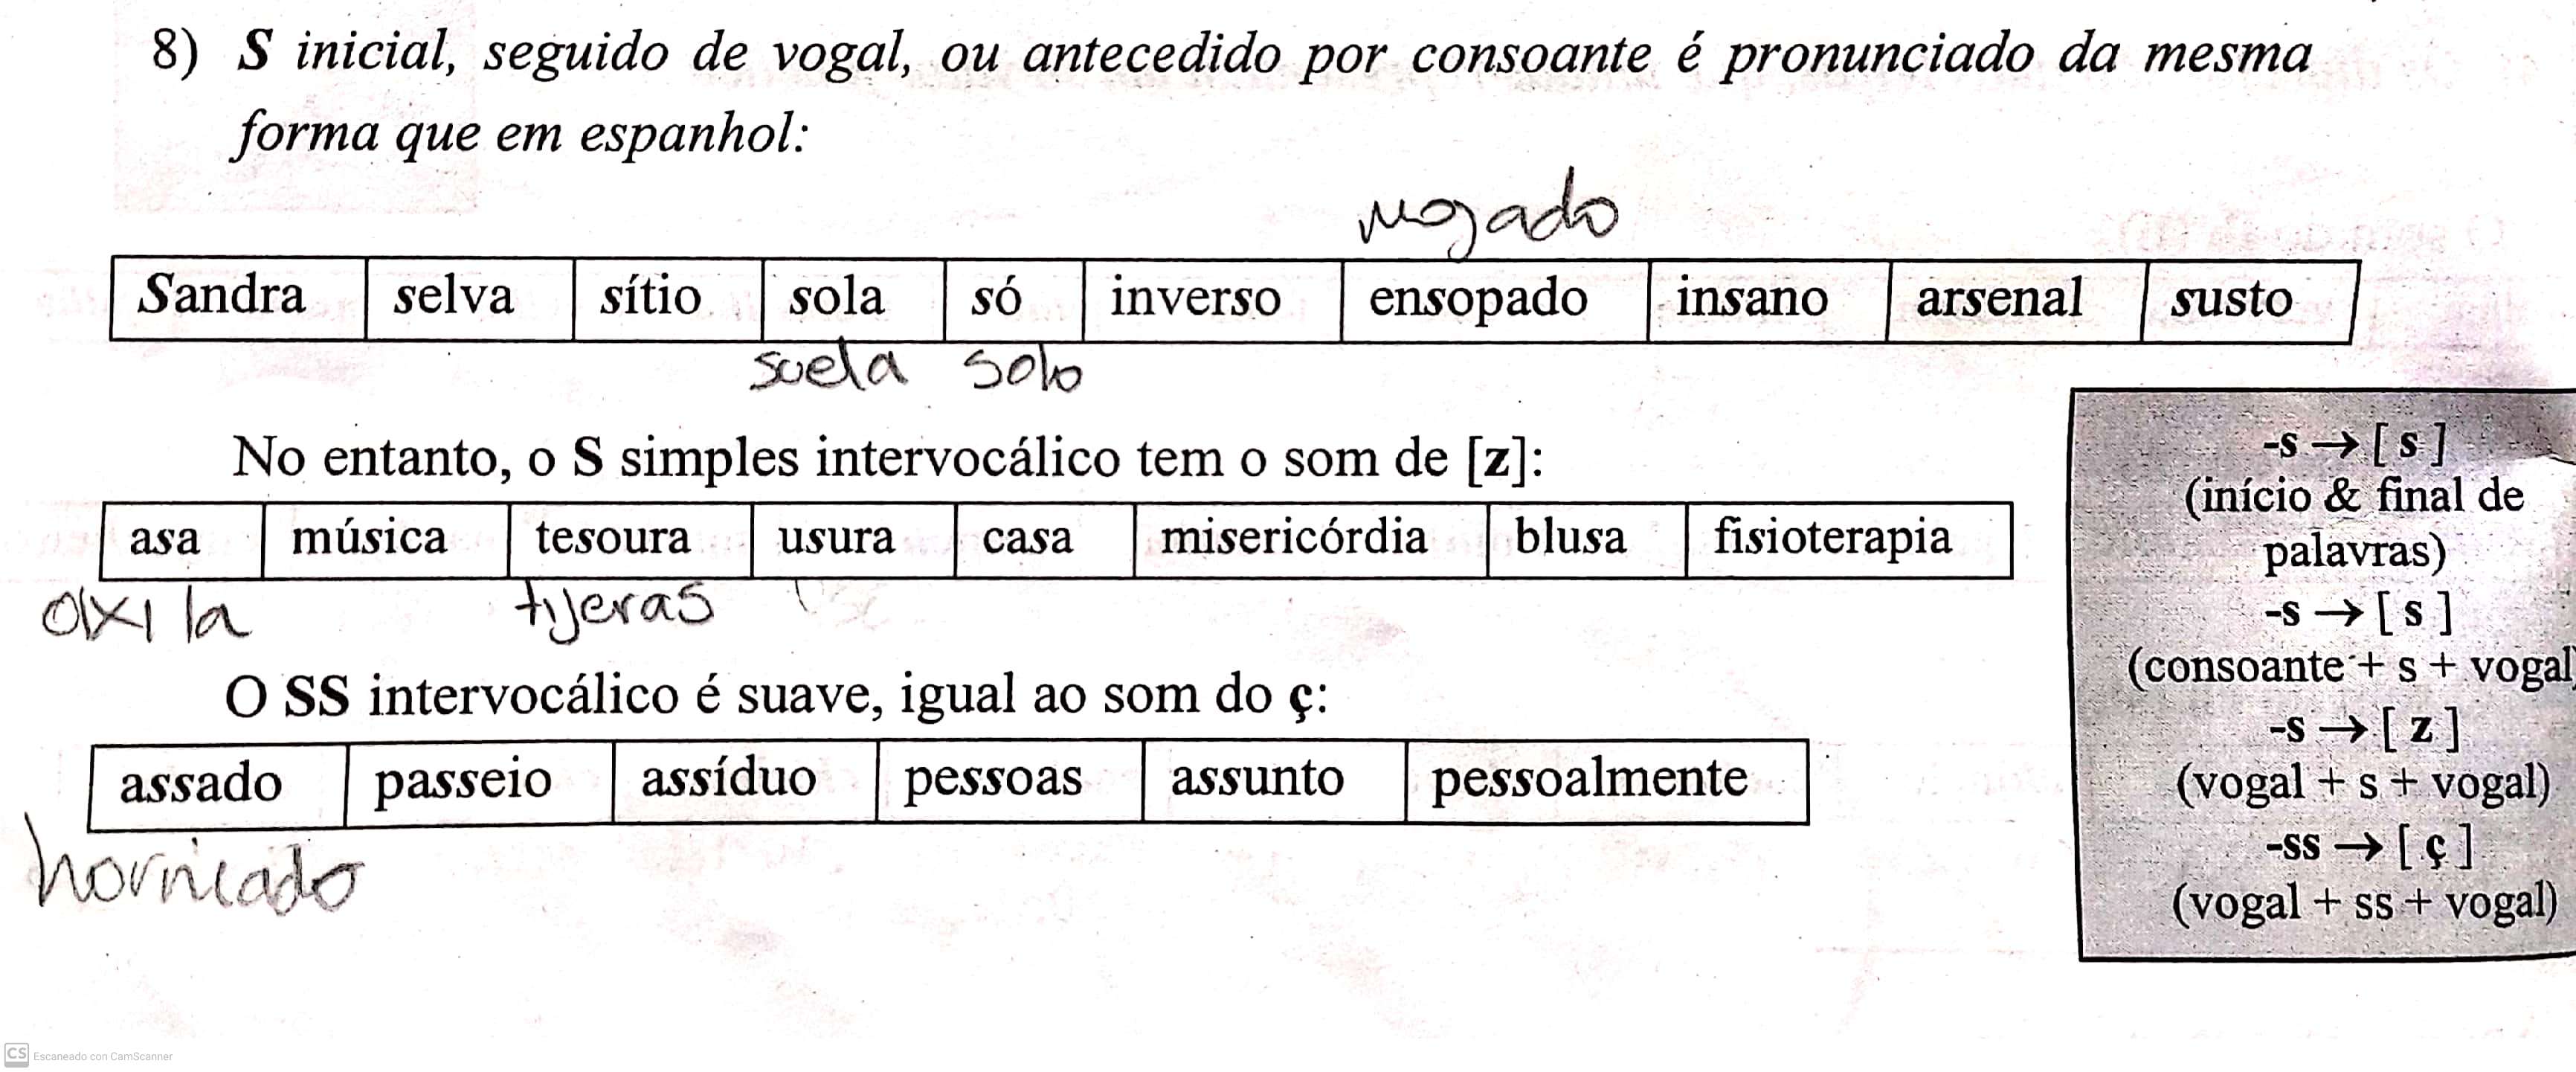 8) S inicial, seguido de vogal, ou antecedido por consoante é pronunciado da mesma
forma que em espanhol:
mojado
Sandra selva sítio sola só inverso ensopado insano arsenal susto
suela solo
No entanto, o S simples intervocálico tem o som de [z]:
asa música tesoura usura casa misericórdia blusa fisioterapia
axila tijeras
O SS intervocálico é suave, igual ao som do ç:
assado passeio assíduo pessoas assunto pessoalmente
horneado
-s → [ s ]
(início & final de
palavras)
-s → [ s ]
(consoante + s + vogal)
-s → [ z ]
(vogal + s + vogal)
-ss → [ ç ]
(vogal + ss + vogal)
CS Escaneado con CamScanner